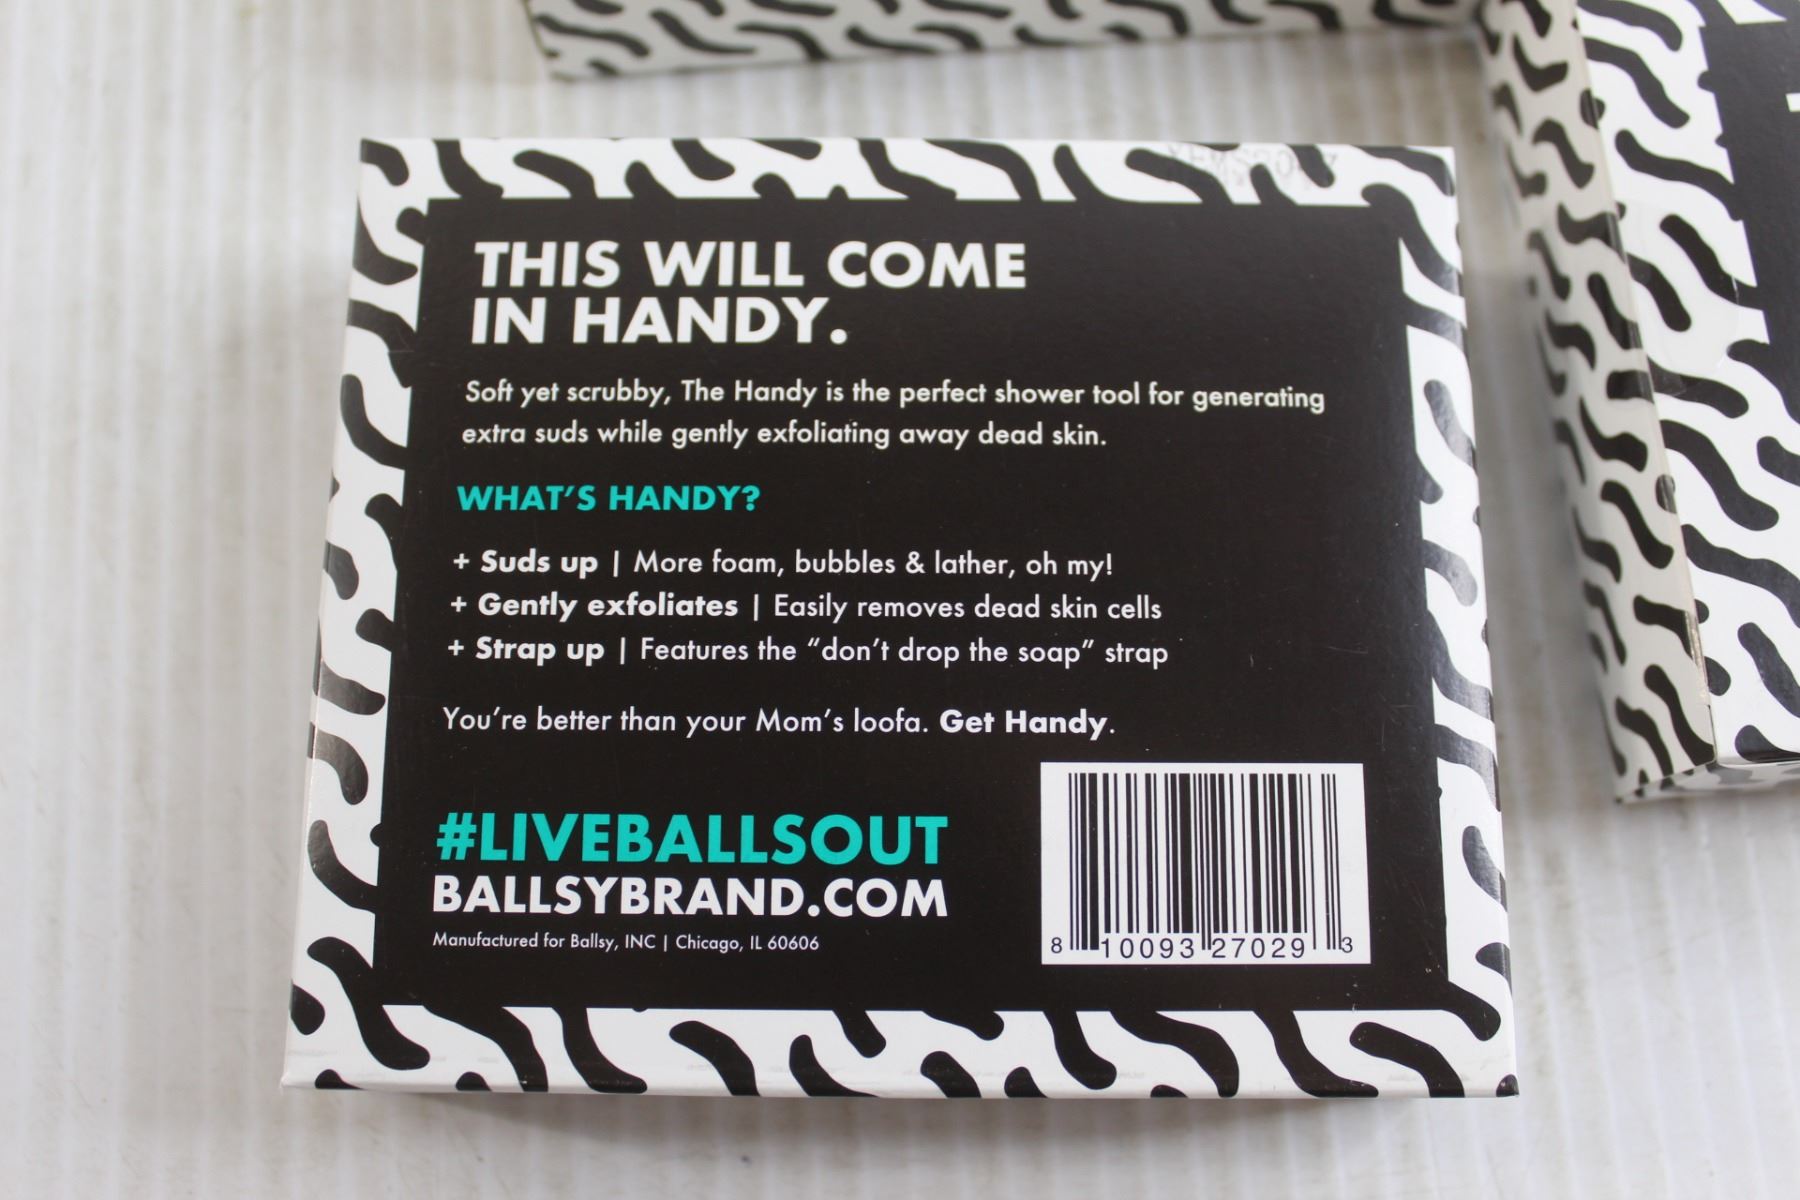 THIS WILL COME
IN HANDY.
Soft yet scrubby, The Handy is the perfect shower tool for generating
extra suds while gently exfoliating away dead skin.
WHAT'S HANDY?
+ Suds up | More foam, bubbles & lather, oh my!
+ Gently exfoliates | Easily removes dead skin cells
+ Strap up | Features the "don't drop the soap" strap
You're better than your Mom's loofa. Get Handy.
#LIVEBALLSOUT
BALLSYBRAND.COM
Manufactured for Ballsy, INC | Chicago, IL 60606
8 10093 27029 3